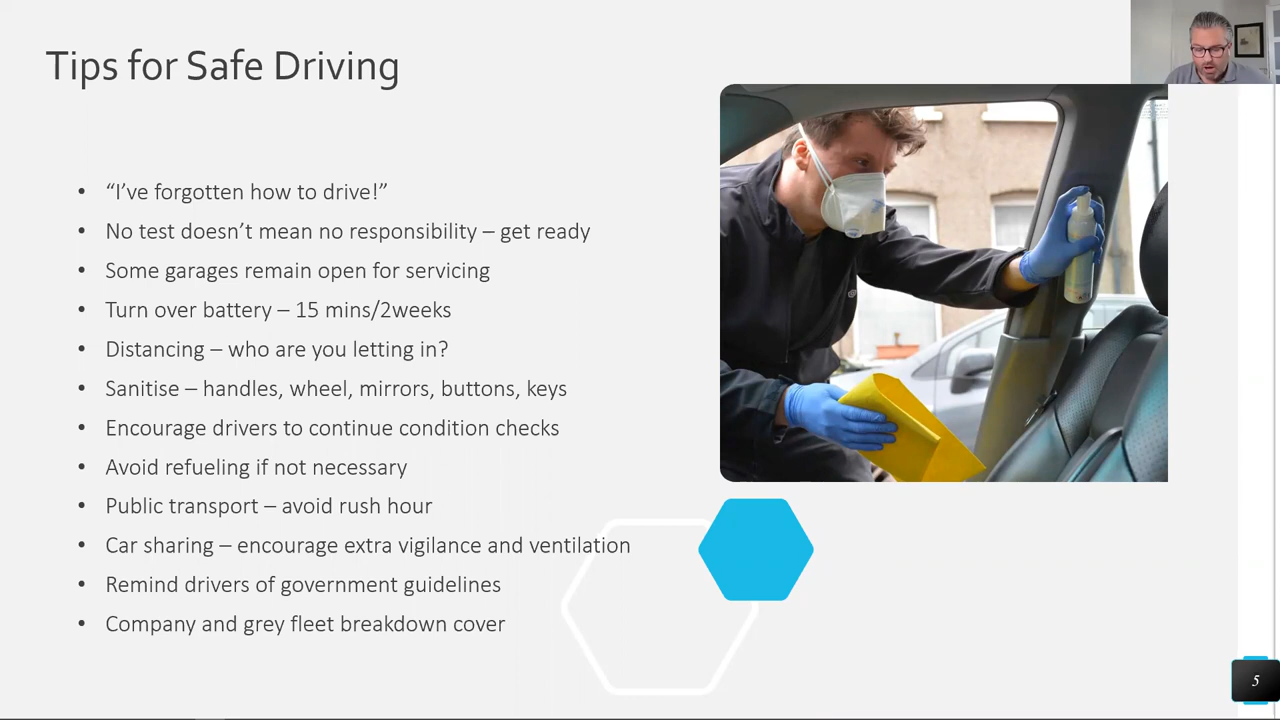 Tips for Safe Driving
• “I’ve forgotten how to drive!”
• No test doesn’t mean no responsibility – get ready
• Some garages remain open for servicing
• Turn over battery – 15 mins/2weeks
• Distancing – who are you letting in?
• Sanitise – handles, wheel, mirrors, buttons, keys
• Encourage drivers to continue condition checks
• Avoid refueling if not necessary
• Public transport – avoid rush hour
• Car sharing – encourage extra vigilance and ventilation
• Remind drivers of government guidelines
• Company and grey fleet breakdown cover
5